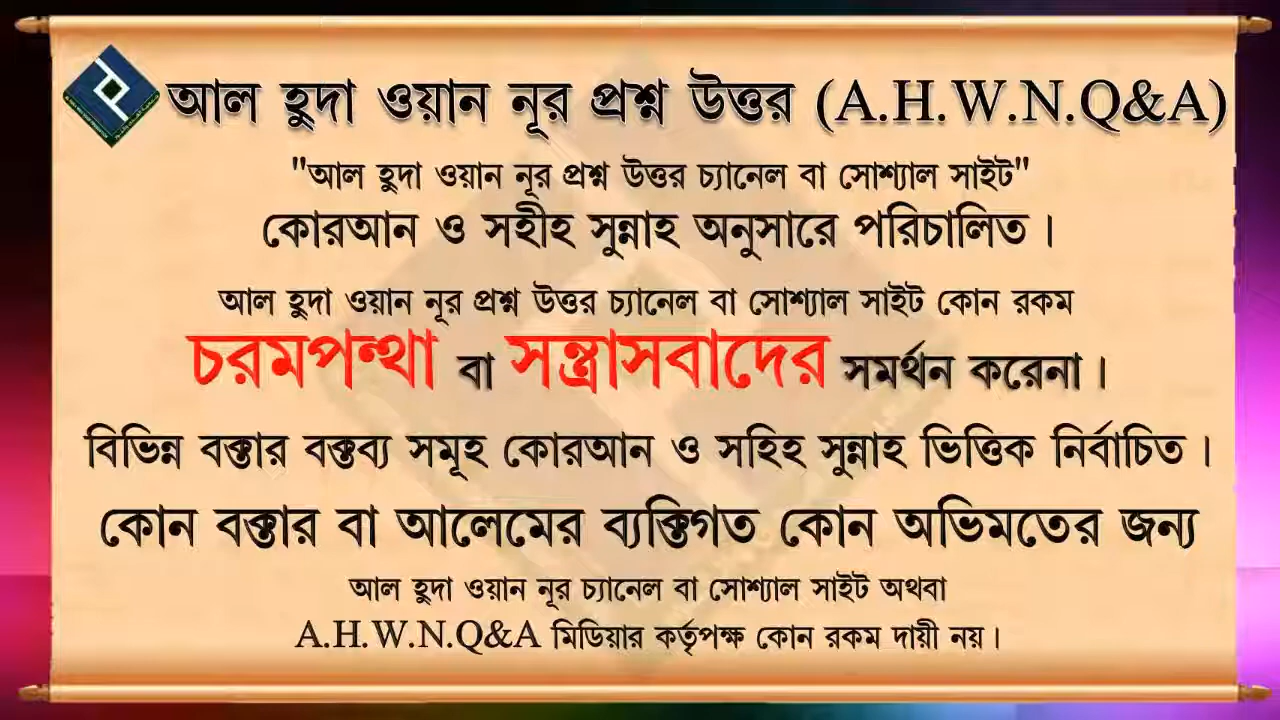 আল হুদা ওয়ান নূর প্রশ্ন উত্তর (A.H.W.N.Q&A)
"আল হুদা ওয়ান নূর প্রশ্ন উত্তর চ্যানেল বা সোশ্যাল সাইট"
কোরআন ও সহীহ সুন্নাহ অনুসারে পরিচালিত।
আল হুদা ওয়ান নূর প্রশ্ন উত্তর চ্যানেল বা সোশ্যাল সাইট কোন রকম
চরমপন্থা বা সন্ত্রাসবাদের সমর্থন করেনা।
বিভিন্ন বক্তার বক্তব্য সমূহ কোরআন ও সহিহ সুন্নাহ ভিত্তিক নির্বাচিত।
কোন বক্তার বা আলেমের ব্যক্তিগত কোন অভিমতের জন্য
আল হুদা ওয়ান নূর চ্যানেল বা সোশ্যাল সাইট অথবা
A.H.W.N.Q&A মিডিয়ার কর্তৃপক্ষ কোন রকম দায়ী নয়।